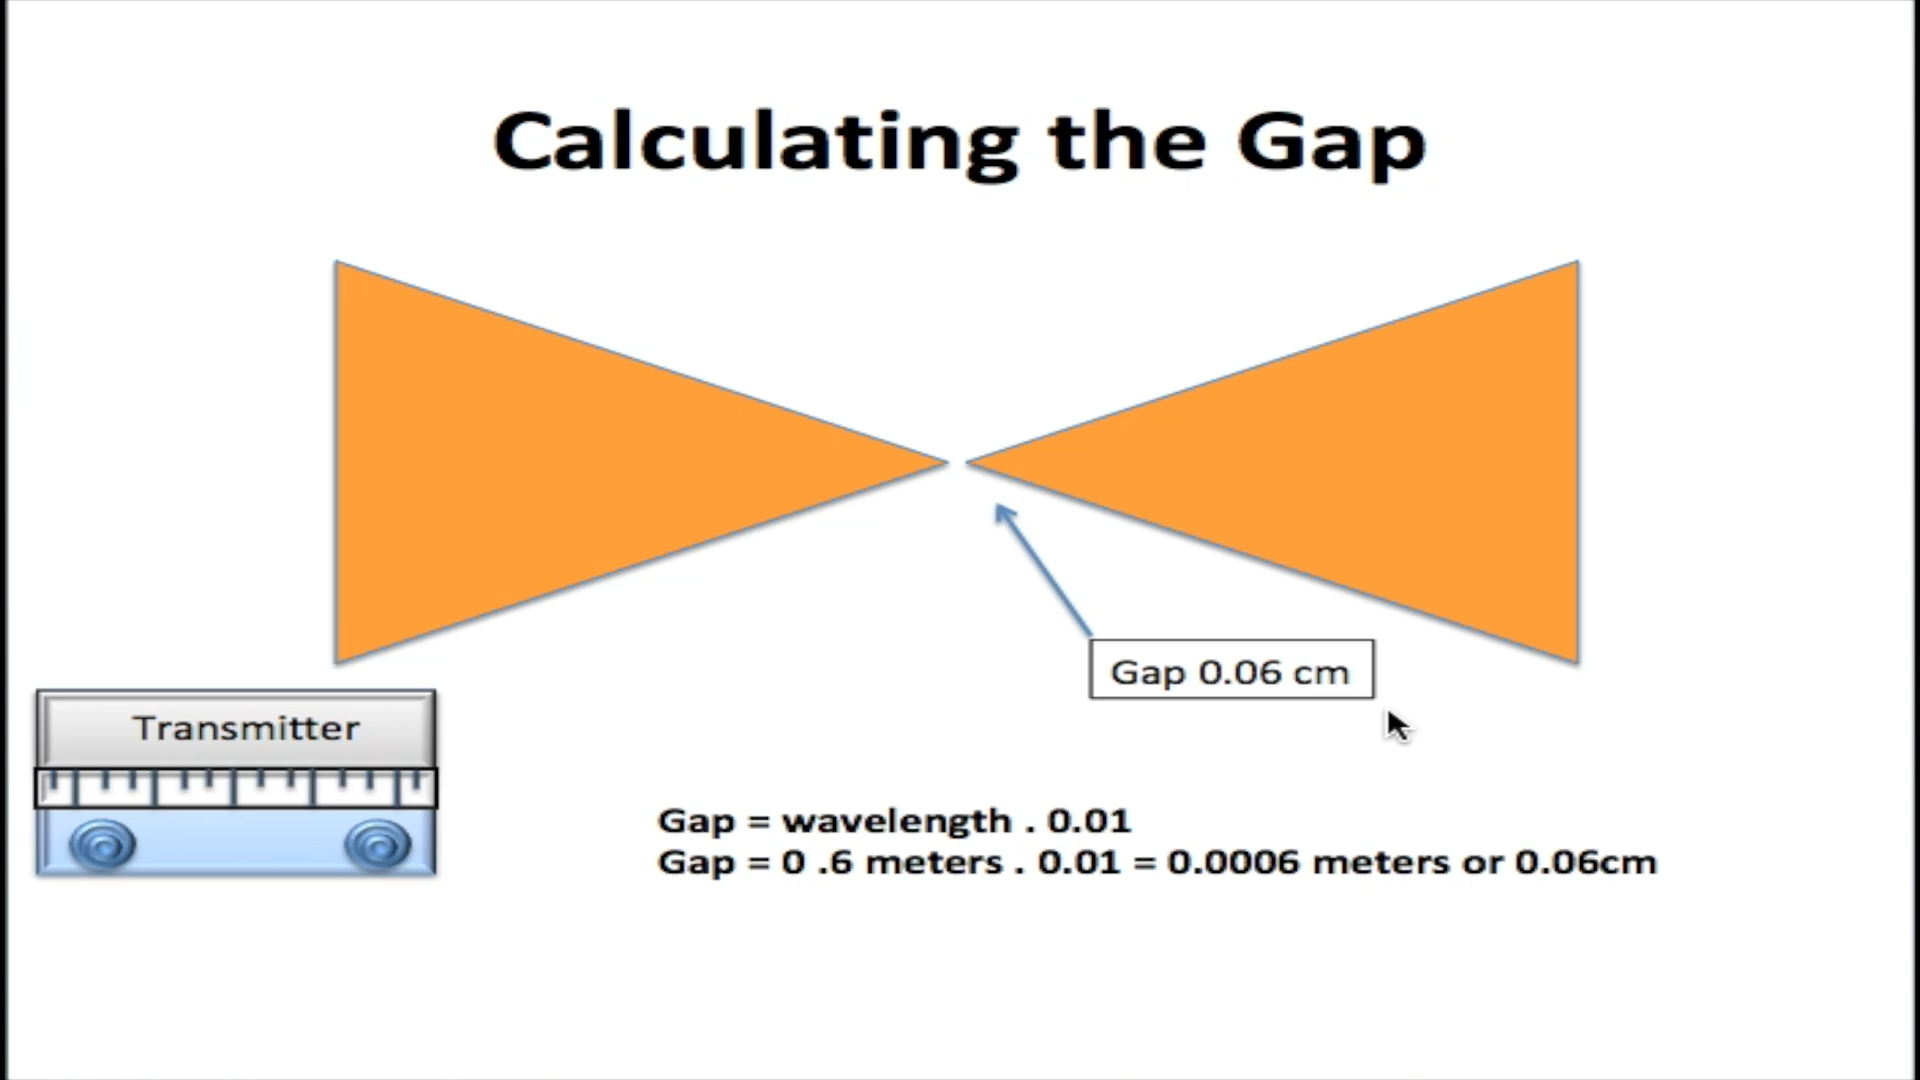 Calculating the Gap
Gap 0.06 cm
Transmitter
Gap = wavelength . 0.01
Gap = 0 .6 meters . 0.01 = 0.0006 meters or 0.06cm